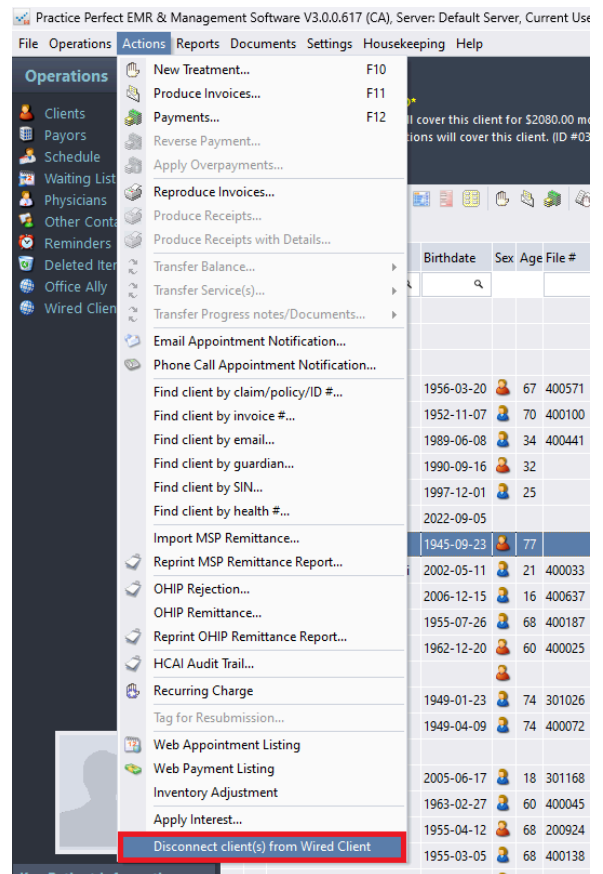 Practice Perfect EMR & Management Software V3.0.0.617 (CA), Server: Default Server, Current Use
File Operations Actions Reports Documents Settings Housekeeping Help
Operations
Clients
Payors
Schedule
Waiting List
Physicians
Other Conta
Reminders
Deleted Iter
Office Ally
Wired Clien
New Treatment... F10
Produce Invoices... F11
Payments... F12
Reverse Payment...
Apply Overpayments...
Reproduce Invoices...
Produce Receipts...
Produce Receipts with Details...
Transfer Balance...
Transfer Service(s)...
Transfer Progress notes/Documents...
Email Appointment Notification...
Phone Call Appointment Notification...
Find client by claim/policy/ID #...
Find client by invoice #...
Find client by email...
Find client by guardian...
Find client by SIN...
Find client by health #...
Import MSP Remittance...
Reprint MSP Remittance Report...
OHIP Rejection...
OHIP Remittance...
Reprint OHIP Remittance Report...
HCAI Audit Trail...
Recurring Charge
Tag for Resubmission...
Web Appointment Listing
Web Payment Listing
Inventory Adjustment
Apply Interest...
Disconnect client(s) from Wired Client
ll cover this client for $2080.00 mo
ions will cover this client. (ID #03
Birthdate Sex Age File #
1956-03-20 67 400571
1952-11-07 70 400100
1989-06-08 34 400441
1990-09-16 32
1997-12-01 25
2022-09-05
1945-09-23 77
2002-05-11 21 400033
2006-12-15 16 400637
1955-07-26 68 400187
1962-12-20 60 400025
1949-01-23 74 301026
1949-04-09 74 400072
2005-06-17 18 301168
1963-02-27 60 400045
1955-04-12 68 200924
1955-03-05 68 400138